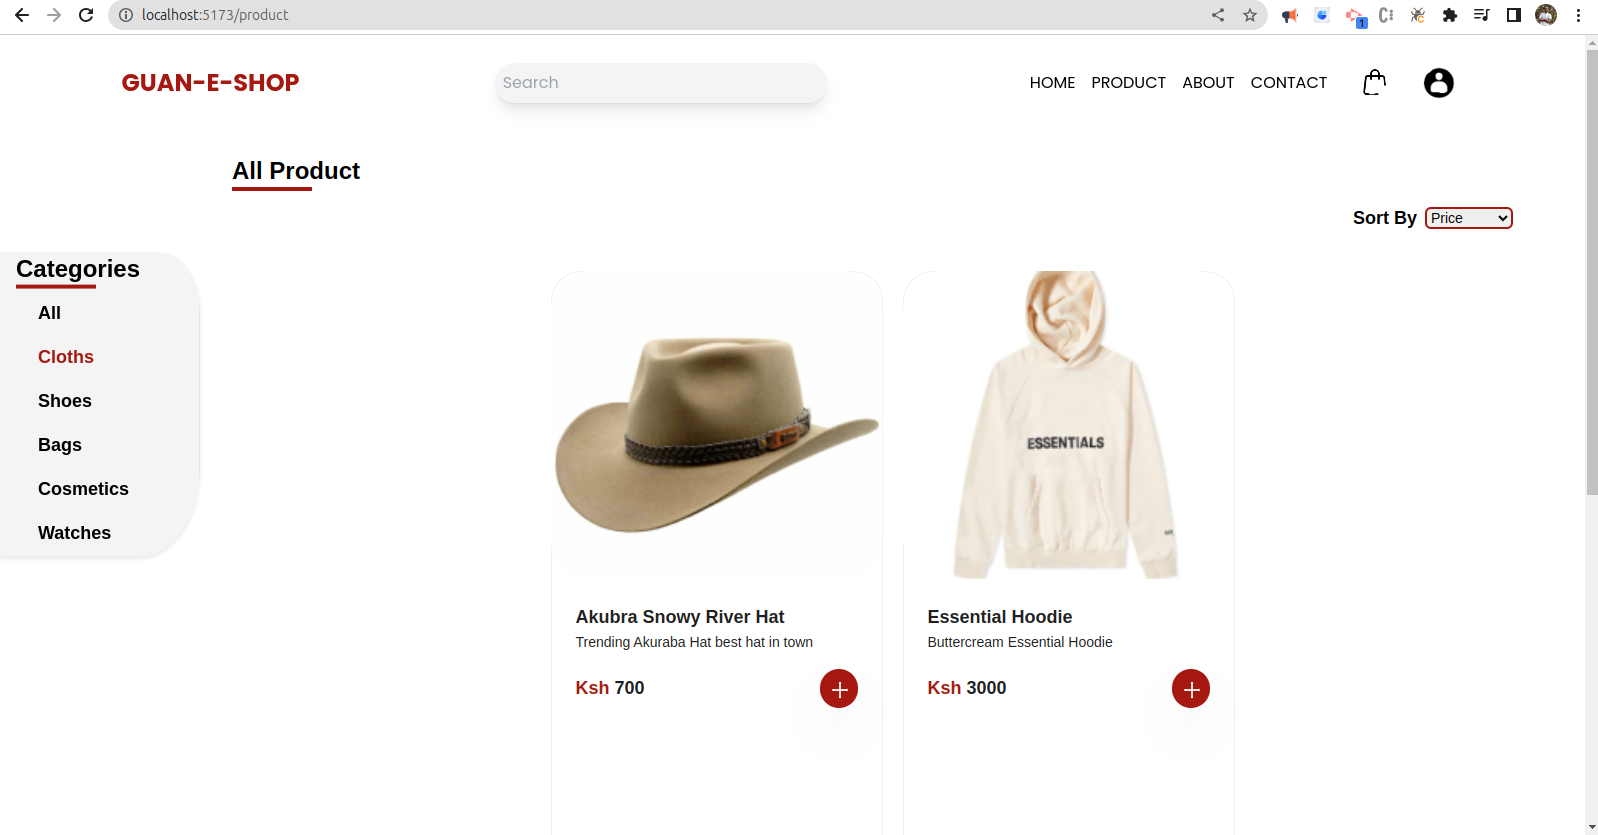 localhost:5173/product
1
GUAN-E-SHOP
Search
HOME PRODUCT ABOUT CONTACT
All Product
Sort By Price
Categories
All
Cloths
Shoes
Bags
Cosmetics
Watches
ESSENTIALS
Akubra Snowy River Hat
Trending Akuraba Hat best hat in town
Ksh 700
Essential Hoodie
Buttercream Essential Hoodie
Ksh 3000